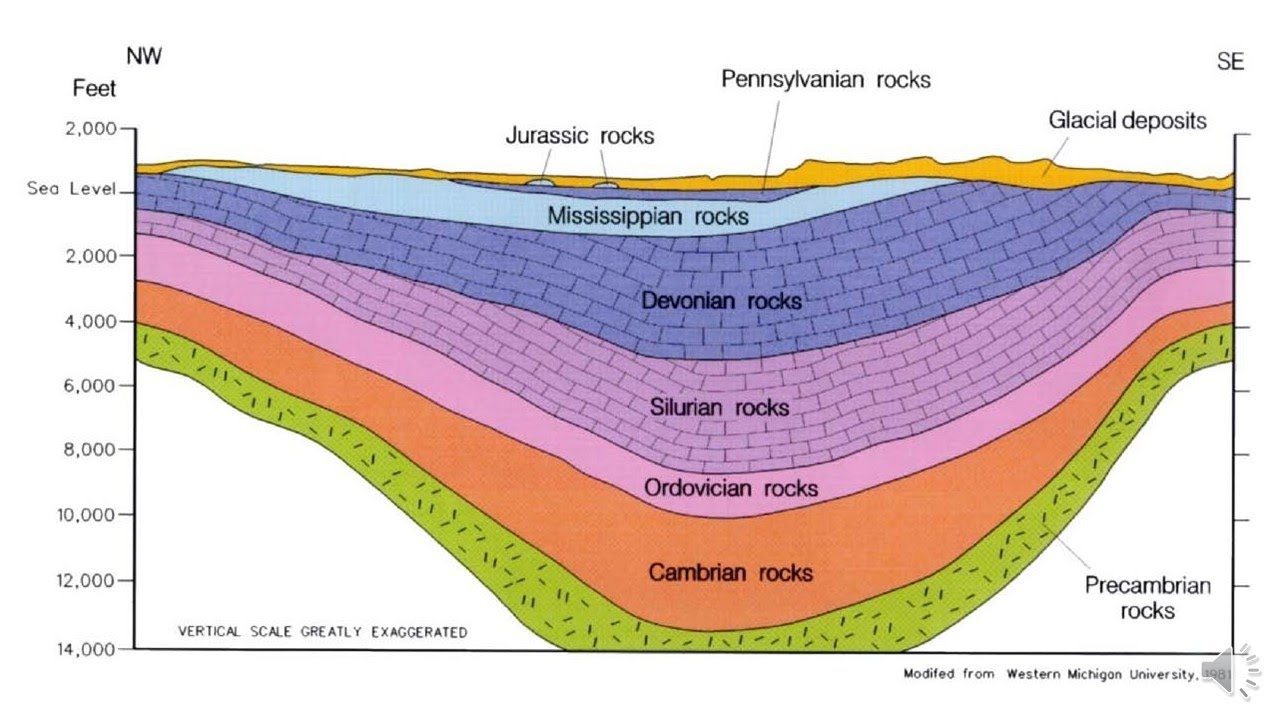 NW
SE
Feet
Pennsylvanian rocks
Glacial deposits
Jurassic rocks
2,000
Sea Level
Mississippian rocks
2,000
Devonian rocks
4,000
6,000
Silurian rocks
8,000
Ordovician rocks
10,000
Cambrian rocks
12,000
Precambrian
rocks
VERTICAL SCALE GREATLY EXAGGERATED
14,000
Modifed from Western Michigan University, 1981